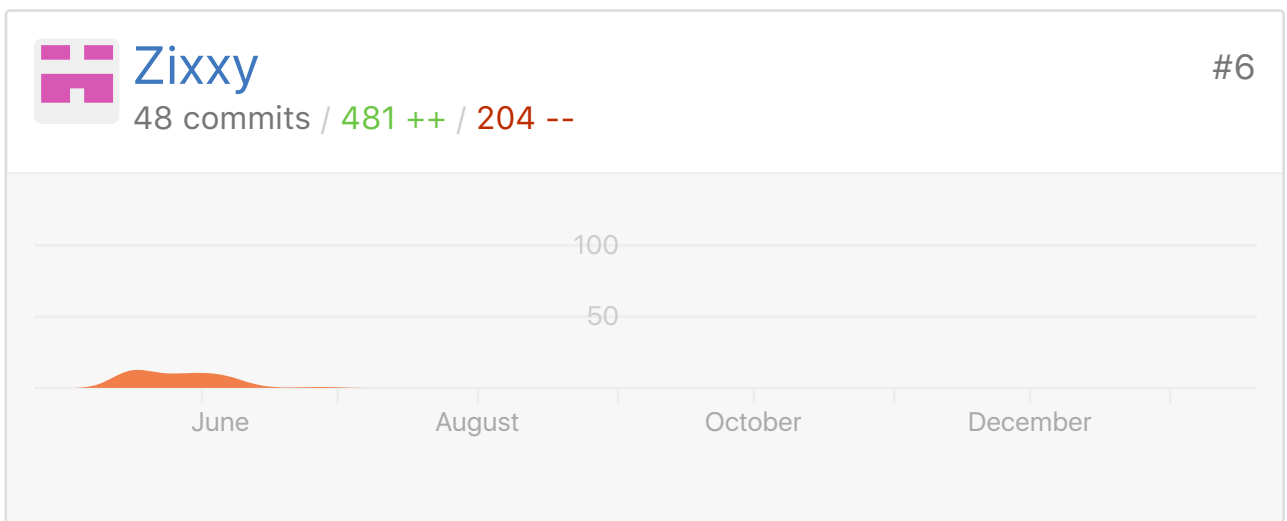 Zixxy
#6
48 commits / 481 ++ / 204 --
100
50
June August October December